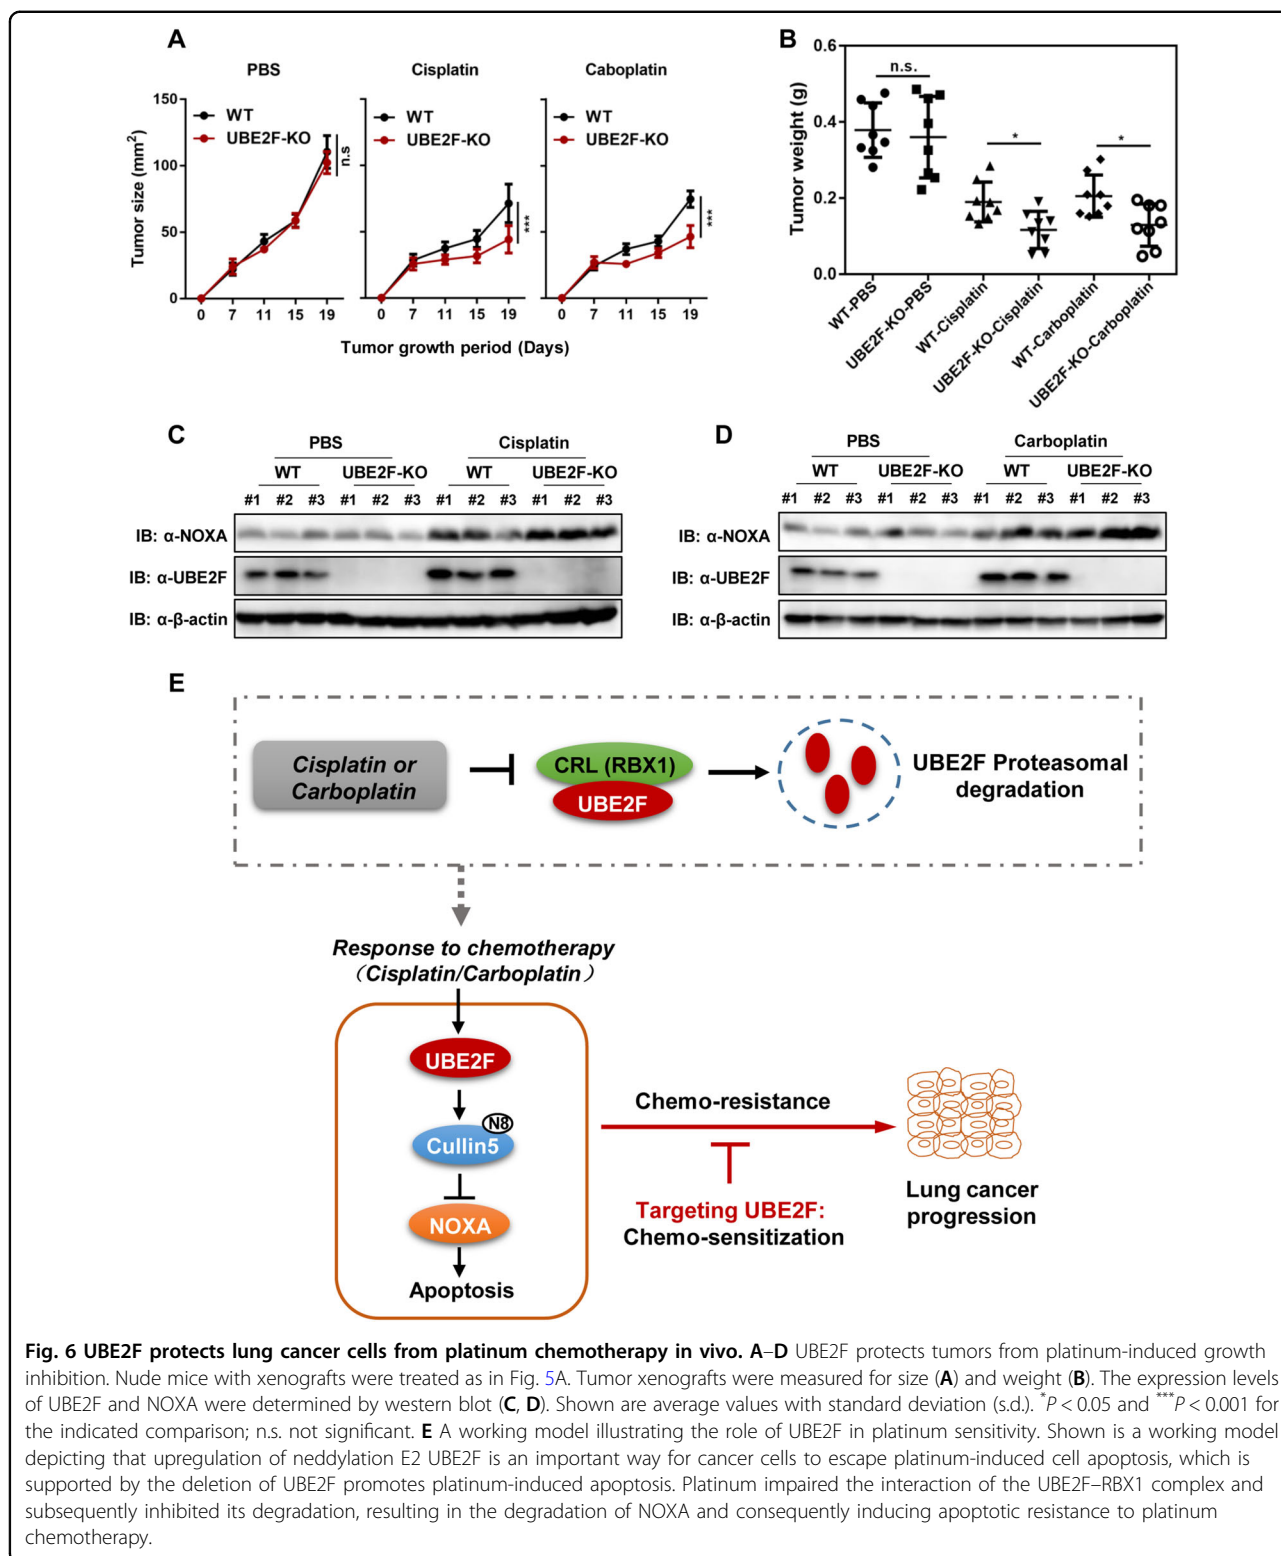 A
PBS
Cisplatin
Caboplatin
Tumor size (mm²)
150
100
50
0
WT
UBE2F-KO
n.s
WT
UBE2F-KO
***
WT
UBE2F-KO
***
0 7 11 15 19
0 7 11 15 19
0 7 11 15 19
Tumor growth period (Days)
B
Tumor weight (g)
0.6
0.4
0.2
0.0
n.s.
*
*
WT-PBS
UBE2F-KO-PBS
WT-Cisplatin
UBE2F-KO-Cisplatin
WT-Carboplatin
UBE2F-KO-Carboplatin
C
PBS Cisplatin
WT UBE2F-KO WT UBE2F-KO
#1 #2 #3 #1 #2 #3 #1 #2 #3 #1 #2 #3
IB: α-NOXA
IB: α-UBE2F
IB: α-β-actin
D
PBS Carboplatin
WT UBE2F-KO WT UBE2F-KO
#1 #2 #3 #1 #2 #3 #1 #2 #3 #1 #2 #3
IB: α-NOXA
IB: α-UBE2F
IB: α-β-actin
E
Cisplatin or
Carboplatin
CRL (RBX1)
UBE2F
UBE2F Proteasomal
degradation
Response to chemotherapy
（Cisplatin/Carboplatin）
UBE2F
N8
Cullin5
NOXA
Apoptosis
Chemo-resistance
Targeting UBE2F:
Chemo-sensitization
Lung cancer
progression
Fig. 6 UBE2F protects lung cancer cells from platinum chemotherapy in vivo. A–D UBE2F protects tumors from platinum-induced growth
inhibition. Nude mice with xenografts were treated as in Fig. 5A. Tumor xenografts were measured for size (A) and weight (B). The expression levels
of UBE2F and NOXA were determined by western blot (C, D). Shown are average values with standard deviation (s.d.). *P < 0.05 and ***P < 0.001 for
the indicated comparison; n.s. not significant. E A working model illustrating the role of UBE2F in platinum sensitivity. Shown is a working model
depicting that upregulation of neddylation E2 UBE2F is an important way for cancer cells to escape platinum-induced cell apoptosis, which is
supported by the deletion of UBE2F promotes platinum-induced apoptosis. Platinum impaired the interaction of the UBE2F–RBX1 complex and
subsequently inhibited its degradation, resulting in the degradation of NOXA and consequently inducing apoptotic resistance to platinum
chemotherapy.